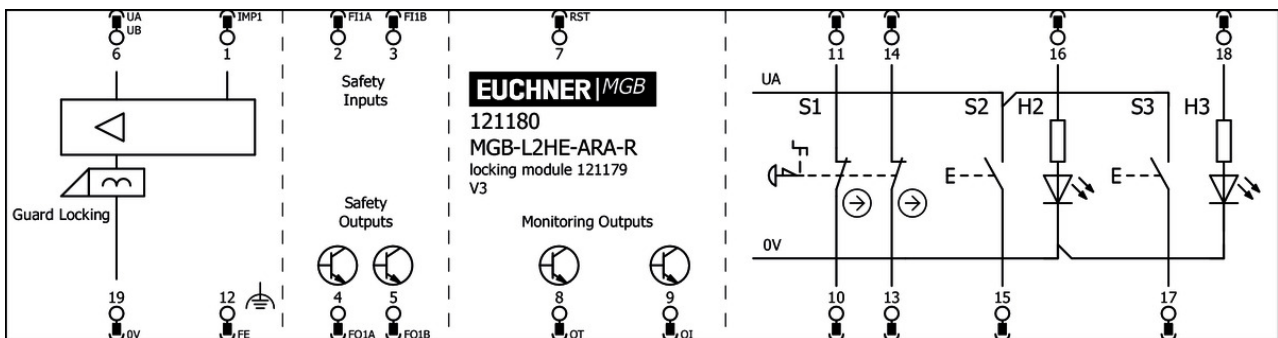 UA
UB
IMP1
FI1A
FI1B
RST
6
1
2
3
7
11
14
16
18
Safety
Inputs
EUCHNER|MGB
121180
MGB-L2HE-ARA-R
locking module 121179
V3
Guard Locking
Safety
Outputs
Monitoring Outputs
UA
S1
S2
H2
S3
H3
E
E
0V
19
12
4
5
8
9
10
13
15
17
0V
FE
FO1A
FO1B
OT
OI